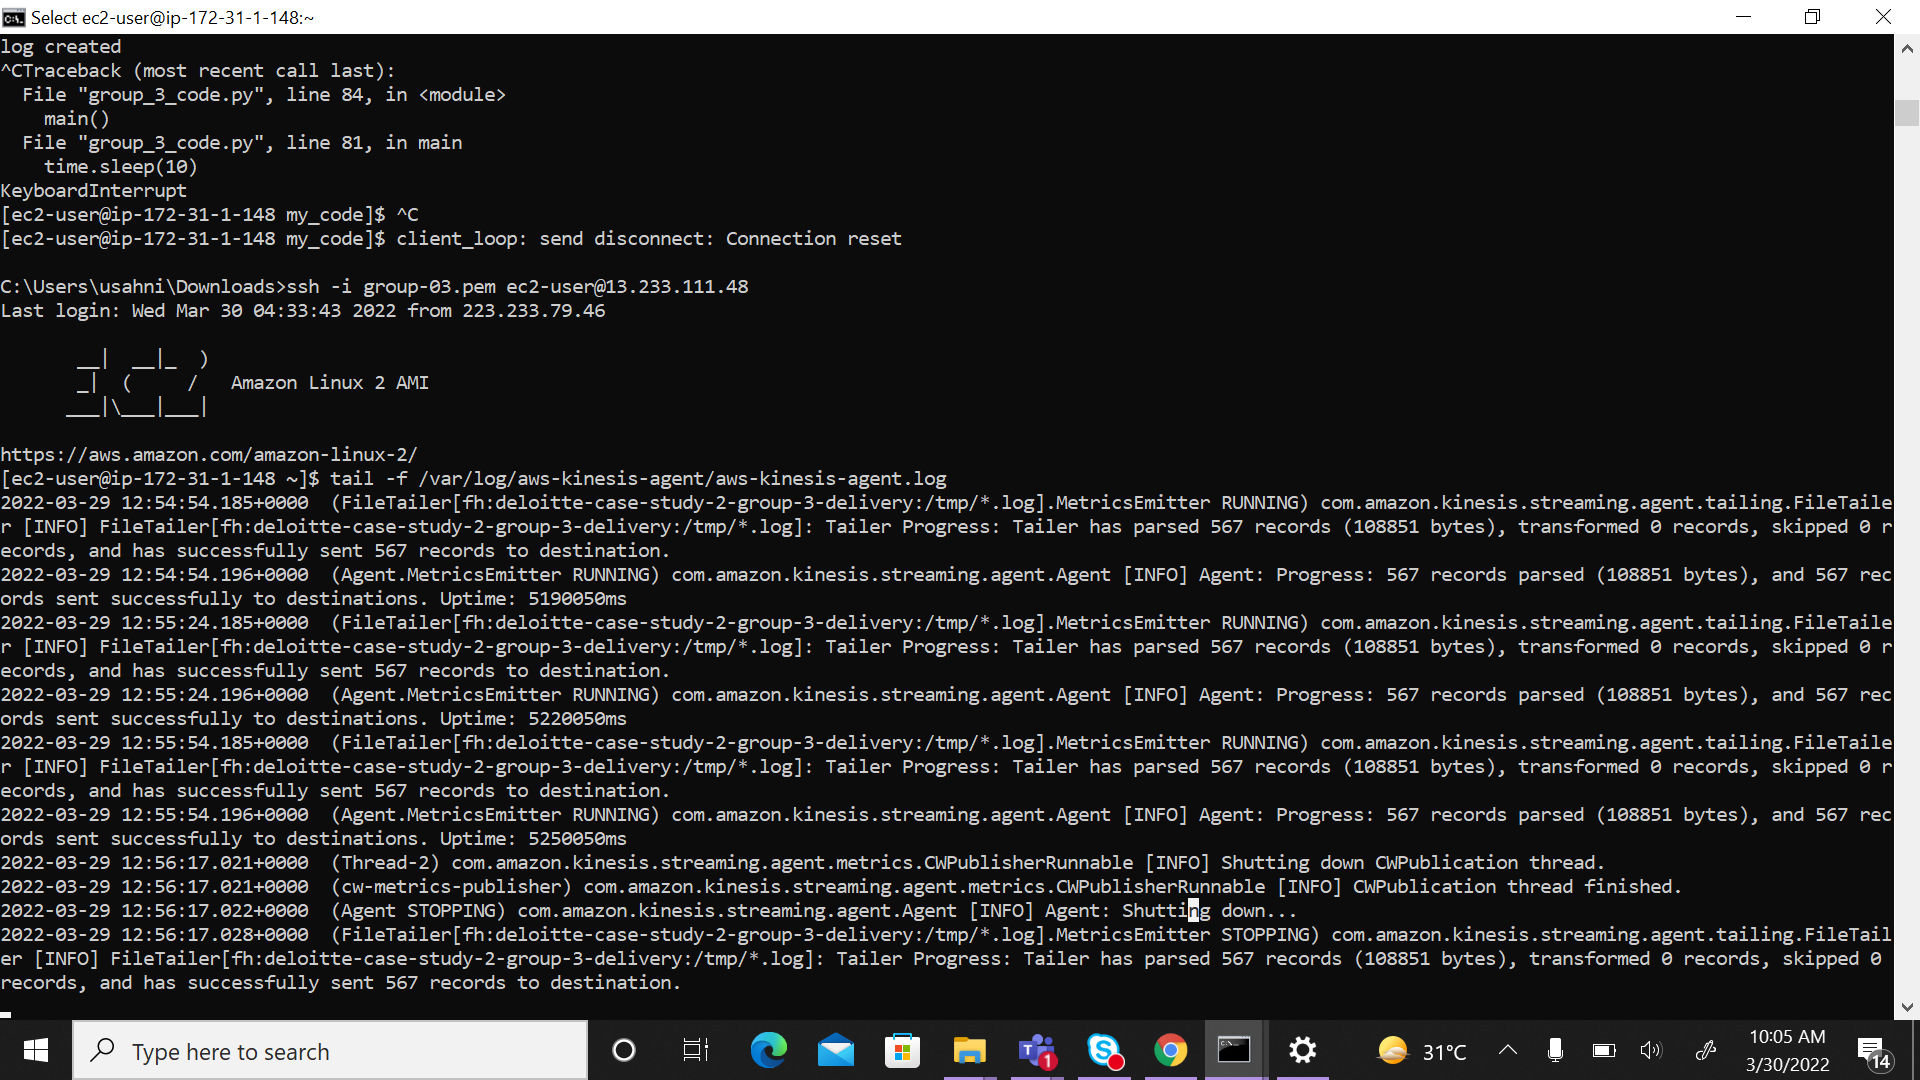 Select ec2-user@ip-172-31-1-148:~
log created
^CTraceback (most recent call last):
  File "group_3_code.py", line 84, in <module>
    main()
  File "group_3_code.py", line 81, in main
    time.sleep(10)
KeyboardInterrupt
[ec2-user@ip-172-31-1-148 my_code]$ ^C
[ec2-user@ip-172-31-1-148 my_code]$ client_loop: send disconnect: Connection reset
C:\Users\usahni\Downloads>ssh -i group-03.pem ec2-user@13.233.111.48
Last login: Wed Mar 30 04:33:43 2022 from 223.233.79.46
       __|  __|_  )
       _|  (     /   Amazon Linux 2 AMI
      ___|\___|___|
https://aws.amazon.com/amazon-linux-2/
[ec2-user@ip-172-31-1-148 ~]$ tail -f /var/log/aws-kinesis-agent/aws-kinesis-agent.log
2022-03-29 12:54:54.185+0000  (FileTailer[fh:deloitte-case-study-2-group-3-delivery:/tmp/*.log].MetricsEmitter RUNNING) com.amazon.kinesis.streaming.agent.tailing.FileTaile
r [INFO] FileTailer[fh:deloitte-case-study-2-group-3-delivery:/tmp/*.log]: Tailer Progress: Tailer has parsed 567 records (108851 bytes), transformed 0 records, skipped 0 r
ecords, and has successfully sent 567 records to destination.
2022-03-29 12:54:54.196+0000  (Agent.MetricsEmitter RUNNING) com.amazon.kinesis.streaming.agent.Agent [INFO] Agent: Progress: 567 records parsed (108851 bytes), and 567 rec
ords sent successfully to destinations. Uptime: 5190050ms
2022-03-29 12:55:24.185+0000  (FileTailer[fh:deloitte-case-study-2-group-3-delivery:/tmp/*.log].MetricsEmitter RUNNING) com.amazon.kinesis.streaming.agent.tailing.FileTaile
r [INFO] FileTailer[fh:deloitte-case-study-2-group-3-delivery:/tmp/*.log]: Tailer Progress: Tailer has parsed 567 records (108851 bytes), transformed 0 records, skipped 0 r
ecords, and has successfully sent 567 records to destination.
2022-03-29 12:55:24.196+0000  (Agent.MetricsEmitter RUNNING) com.amazon.kinesis.streaming.agent.Agent [INFO] Agent: Progress: 567 records parsed (108851 bytes), and 567 rec
ords sent successfully to destinations. Uptime: 5220050ms
2022-03-29 12:55:54.185+0000  (FileTailer[fh:deloitte-case-study-2-group-3-delivery:/tmp/*.log].MetricsEmitter RUNNING) com.amazon.kinesis.streaming.agent.tailing.FileTaile
r [INFO] FileTailer[fh:deloitte-case-study-2-group-3-delivery:/tmp/*.log]: Tailer Progress: Tailer has parsed 567 records (108851 bytes), transformed 0 records, skipped 0 r
ecords, and has successfully sent 567 records to destination.
2022-03-29 12:55:54.196+0000  (Agent.MetricsEmitter RUNNING) com.amazon.kinesis.streaming.agent.Agent [INFO] Agent: Progress: 567 records parsed (108851 bytes), and 567 rec
ords sent successfully to destinations. Uptime: 5250050ms
2022-03-29 12:56:17.021+0000  (Thread-2) com.amazon.kinesis.streaming.agent.metrics.CWPublisherRunnable [INFO] Shutting down CWPublication thread.
2022-03-29 12:56:17.021+0000  (cw-metrics-publisher) com.amazon.kinesis.streaming.agent.metrics.CWPublisherRunnable [INFO] CWPublication thread finished.
2022-03-29 12:56:17.022+0000  (Agent STOPPING) com.amazon.kinesis.streaming.agent.Agent [INFO] Agent: Shutting down...
2022-03-29 12:56:17.028+0000  (FileTailer[fh:deloitte-case-study-2-group-3-delivery:/tmp/*.log].MetricsEmitter STOPPING) com.amazon.kinesis.streaming.agent.tailing.FileTail
er [INFO] FileTailer[fh:deloitte-case-study-2-group-3-delivery:/tmp/*.log]: Tailer Progress: Tailer has parsed 567 records (108851 bytes), transformed 0 records, skipped 0
records, and has successfully sent 567 records to destination.
Type here to search
1
31°C
10:05 AM
3/30/2022
14